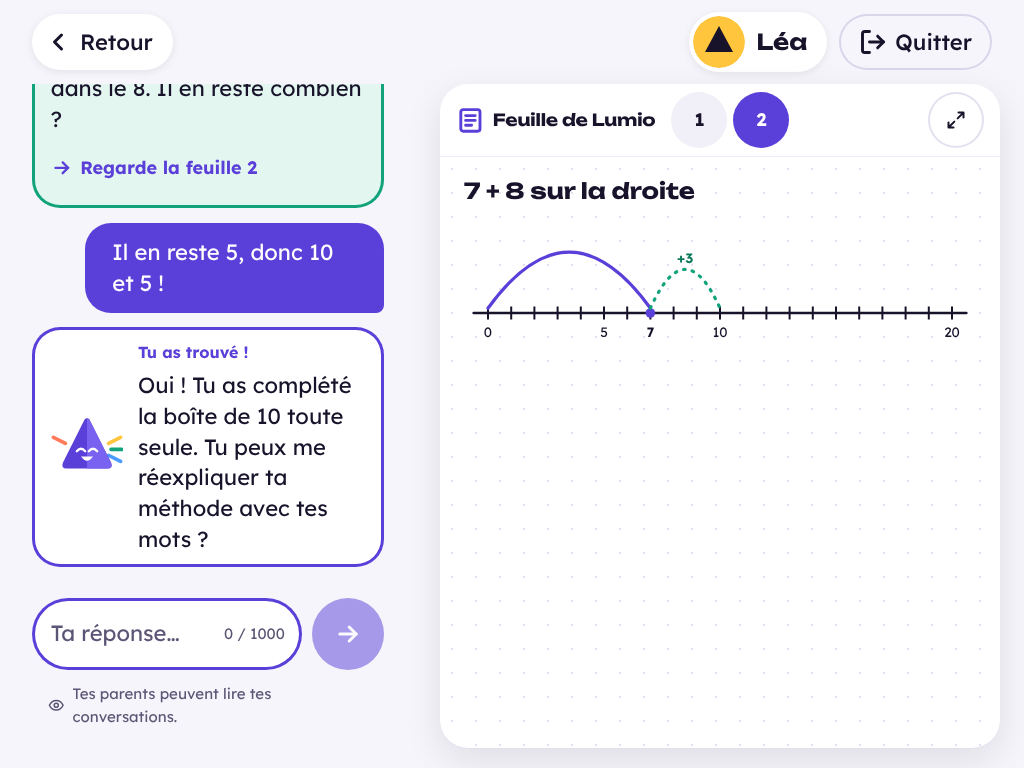 Retour
Léa
Quitter
dans le 8. Il en reste combien
?
→ Regarde la feuille 2
Il en reste 5, donc 10
et 5 !
Tu as trouvé !
Oui ! Tu as complété
la boîte de 10 toute
seule. Tu peux me
réexpliquer ta
méthode avec tes
mots ?
Ta réponse… 0 / 1000
Tes parents peuvent lire tes
conversations.
Feuille de Lumio 1 2
7 + 8 sur la droite
+3
0 5 7 10 20